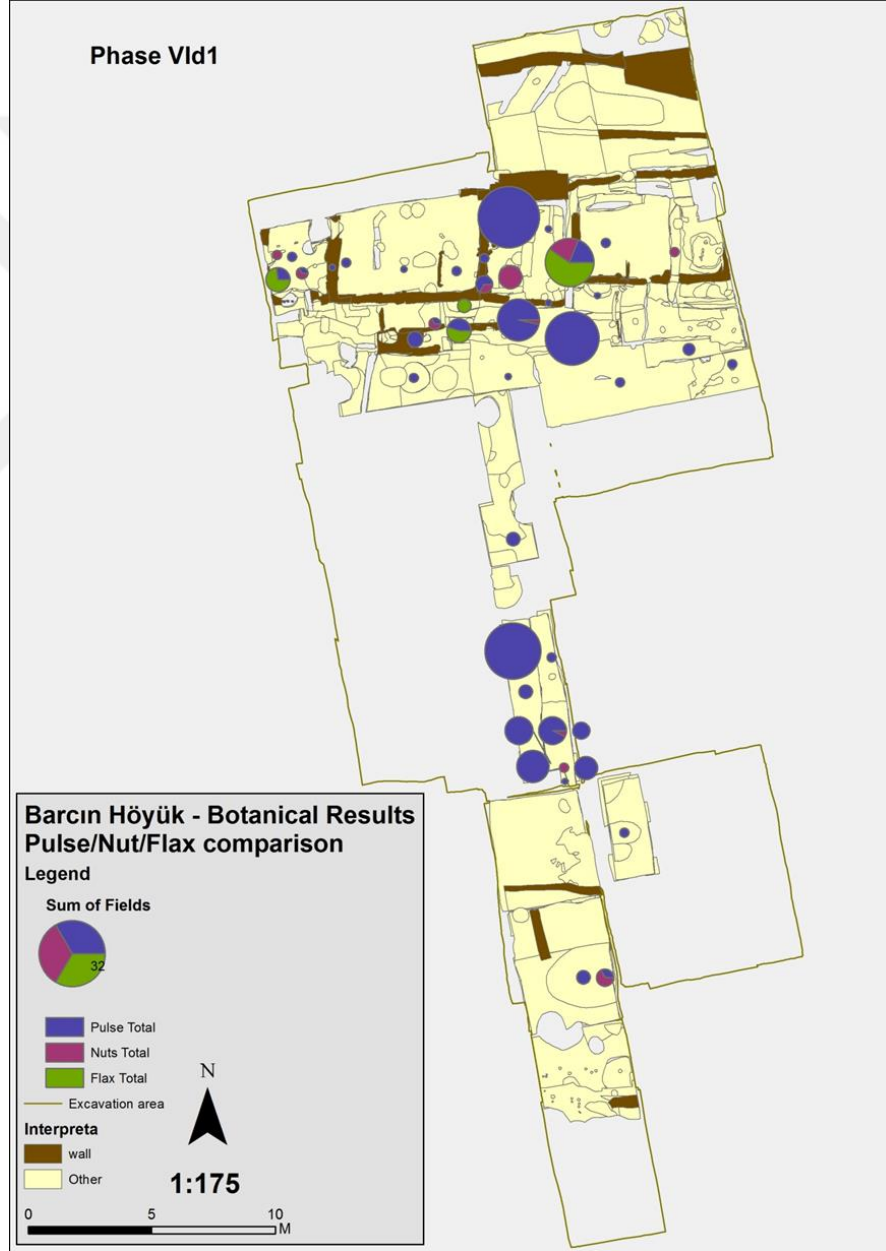 Phase VId1
Barcın Höyük - Botanical Results
Pulse/Nut/Flax comparison
Legend
Sum of Fields
32
Pulse Total
Nuts Total
Flax Total
Excavation area
Interpreta
wall
Other
N
1:175
0 5 10
M